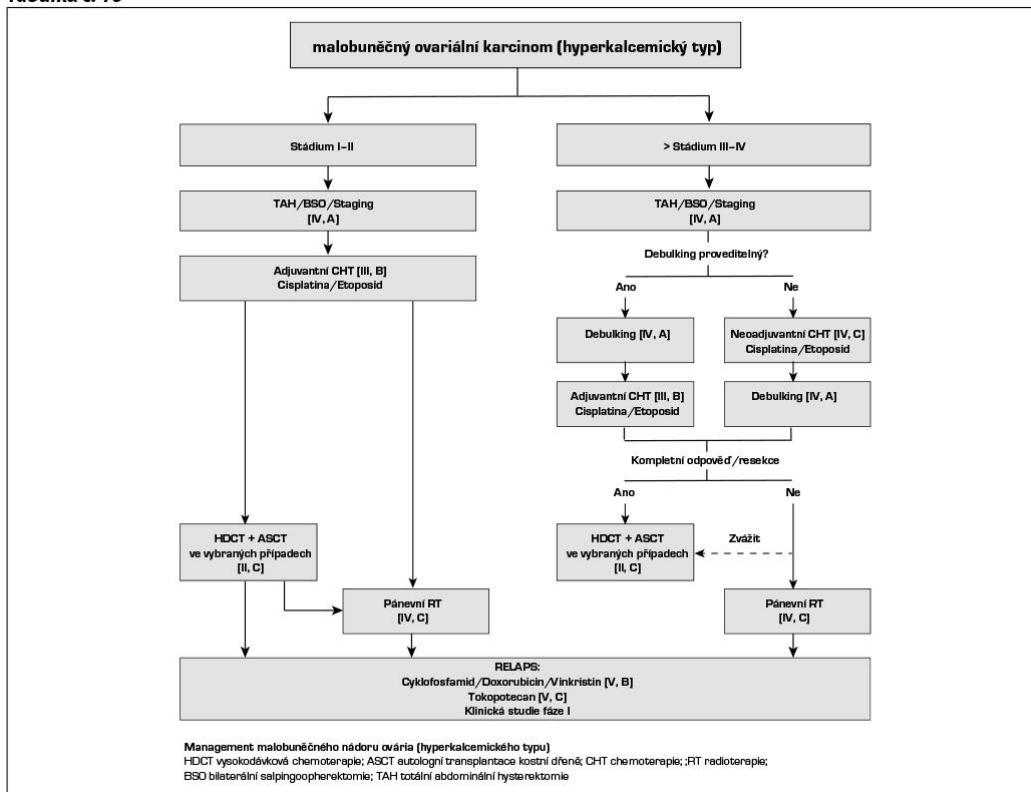 malobuněčný ovariální karcinom (hyperkalcemický typ)
Stádium I–II
> Stádium III–IV
TAH/BSO/Staging
[IV, A]
TAH/BSO/Staging
[IV, A]
Debulking proveditelný?
Adjuvantní CHT [III, B]
Cisplatina/Etoposid
Ano
Ne
Debulking [IV, A]
Neoadjuvantní CHT [IV, C]
Cisplatina/Etoposid
Adjuvantní CHT [III, B]
Cisplatina/Etoposid
Debulking [IV, A]
Kompletní odpověď/resekce
Ano
Ne
HDCT + ASCT
ve vybraných případech
[II, C]
HDCT + ASCT
ve vybraných případech
[II, C]
Zvážit
Pánevní RT
[IV, C]
Pánevní RT
[IV, C]
RELAPS:
Cyklofosfamid/Doxorubicin/Vinkristin [V, B]
Tokopotecan [V, C]
Klinická studie fáze I
Management malobuněčného nádoru ovária (hyperkalcemického typu)
HDCT vysokodávková chemoterapie; ASCT autologní transplantace kostní dřeně; CHT chemoterapie; ;RT radioterapie;
BSO bilaterální salpingoopherektomie; TAH totální abdominální hysterektomie